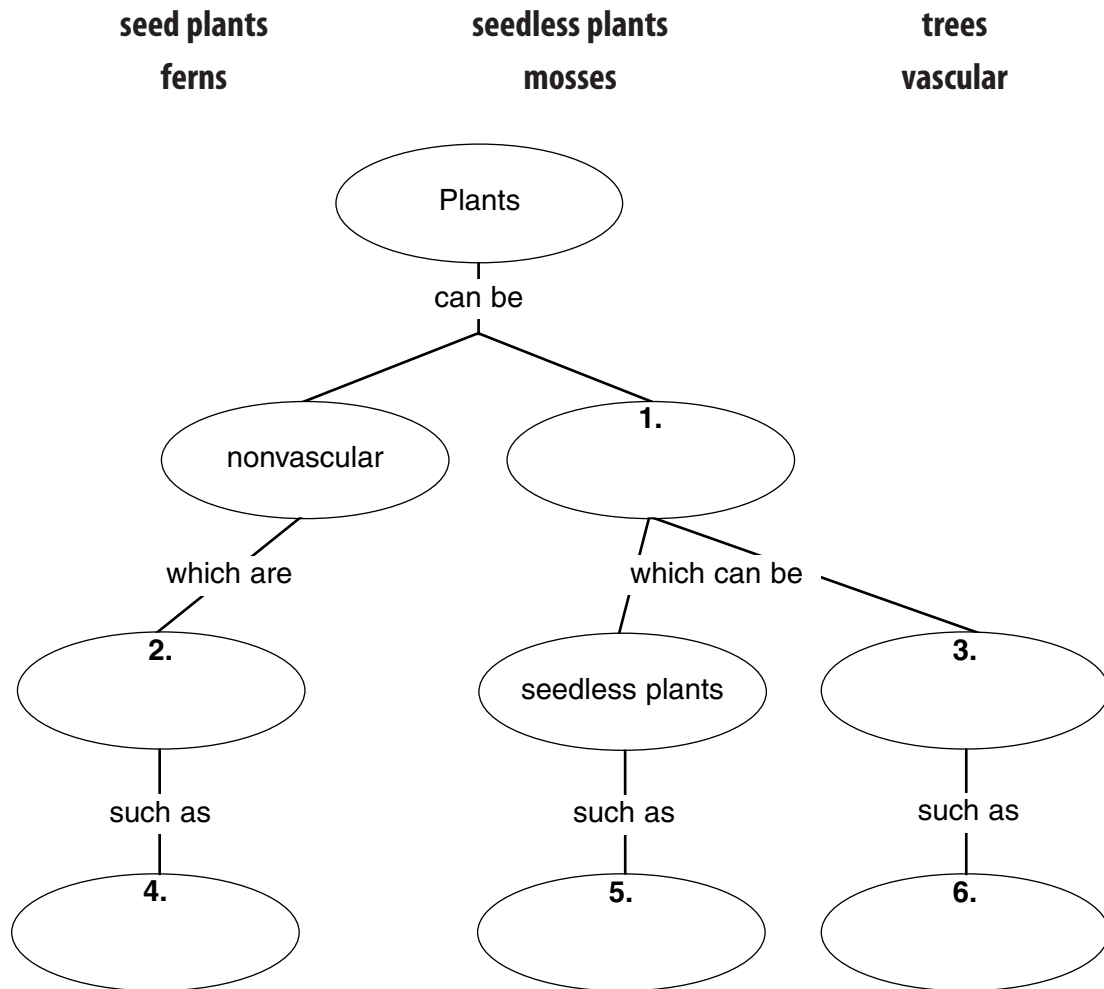 seed plants seedless plants trees
ferns mosses vascular
Plants
can be
1.
nonvascular
which are which can be
2. 3.
seedless plants
such as such as such as
4. 5. 6.